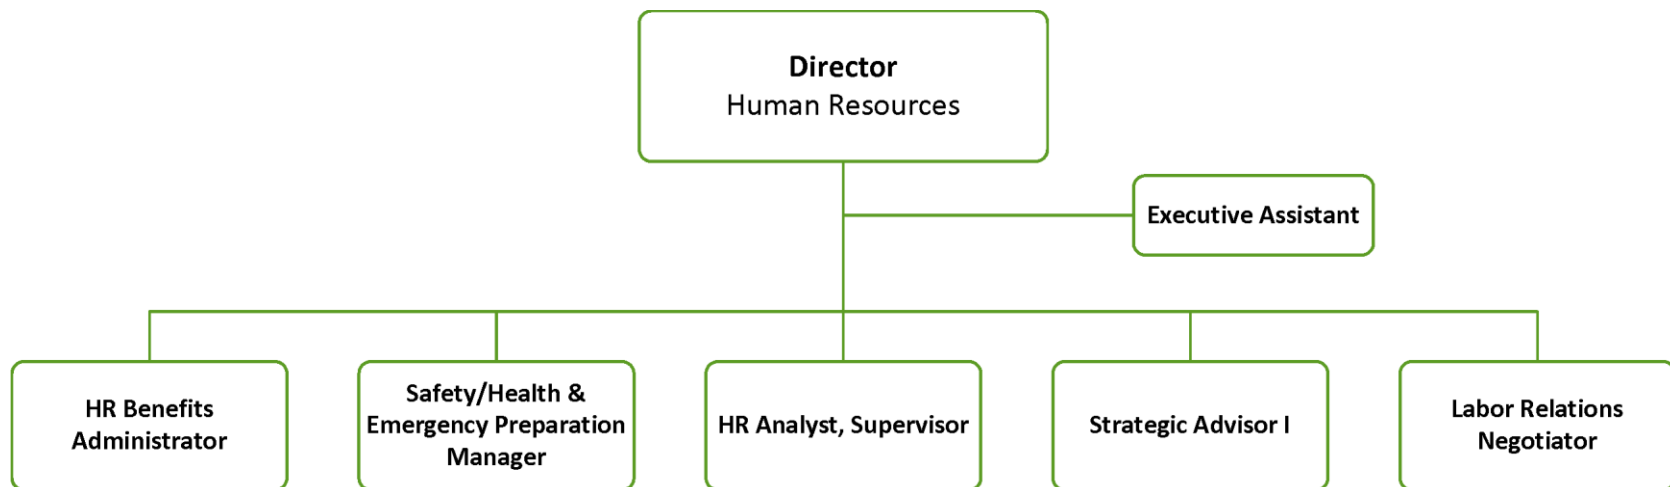 Director
Human Resources
Executive Assistant
HR Benefits
Administrator
Safety/Health &
Emergency Preparation
Manager
HR Analyst, Supervisor
Strategic Advisor I
Labor Relations
Negotiator